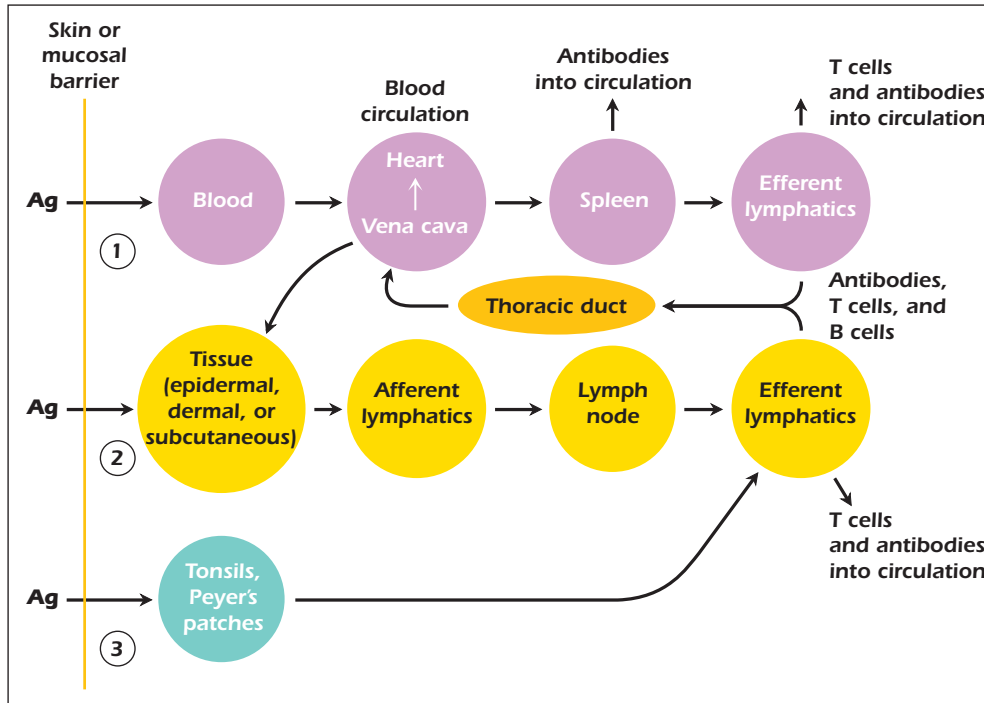 Skin or
mucosal
barrier
Antibodies
into circulation
T cells
and antibodies
into circulation
Blood
circulation
Ag
Blood
Heart
Vena cava
Spleen
Efferent
lymphatics
1
Thoracic duct
Antibodies,
T cells, and
B cells
Ag
Tissue
(epidermal,
dermal, or
subcutaneous)
Afferent
lymphatics
Lymph
node
Efferent
lymphatics
2
T cells
and antibodies
into circulation
Ag
Tonsils,
Peyer's
patches
3